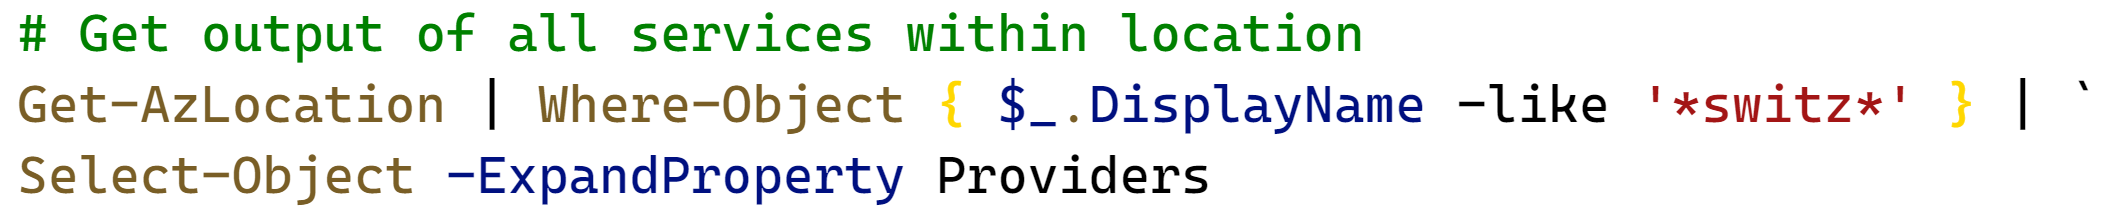 # Get output of all services within location
Get-AzLocation | Where-Object { $_.DisplayName -like '*switz*' } | `
Select-Object -ExpandProperty Providers